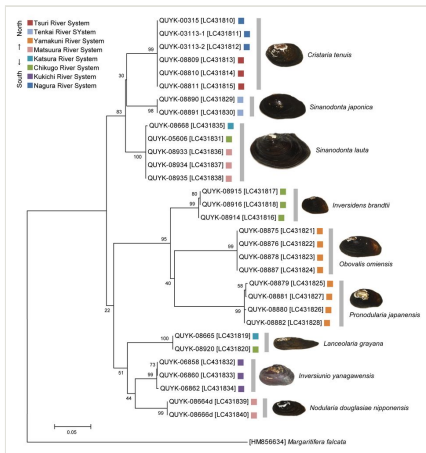 North
↑
↓
South
Tsuri River System
Tenkai River SYstem
Yamakuni River System
Matsuura River System
Katsura River System
Chikugo River System
Kukichi River System
Nagura River System
QUYK-00315 [LC431810]
QUYK-03113-1 [LC431811]
QUYK-03113-2 [LC431812]
QUYK-08809 [LC431813]
QUYK-08810 [LC431814]
QUYK-08811 [LC431815]
99
Cristaria tenuis
30
QUYK-08890 [LC431829]
QUYK-08891 [LC431830]
98
Sinanodonta japonica
83
QUYK-08668 [LC431835]
QUYK-05606 [LC431831]
QUYK-08933 [LC431836]
QUYK-08934 [LC431837]
QUYK-08935 [LC431838]
100
Sinanodonta lauta
QUYK-08915 [LC431817]
QUYK-08916 [LC431818]
QUYK-08914 [LC431816]
80
99
Inversidens brandtii
95
QUYK-08875 [LC431821]
QUYK-08876 [LC431822]
QUYK-08878 [LC431823]
QUYK-08887 [LC431824]
99
Obovalis omiensis
40
QUYK-08879 [LC431825]
QUYK-08881 [LC431827]
QUYK-08880 [LC431826]
QUYK-08882 [LC431828]
99
Pronodularia japanensis
22
QUYK-08665 [LC431819]
QUYK-08920 [LC431820]
100
Lanceolaria grayana
51
QUYK-06858 [LC431832]
QUYK-06860 [LC431833]
QUYK-06862 [LC431834]
73
99
Inversiunio yanagawensis
44
QUYK-08664d [LC431839]
QUYK-08666d [LC431840]
99
Nodularia douglasiae nipponensis
0.05
[HM856634] Margaritifera falcata